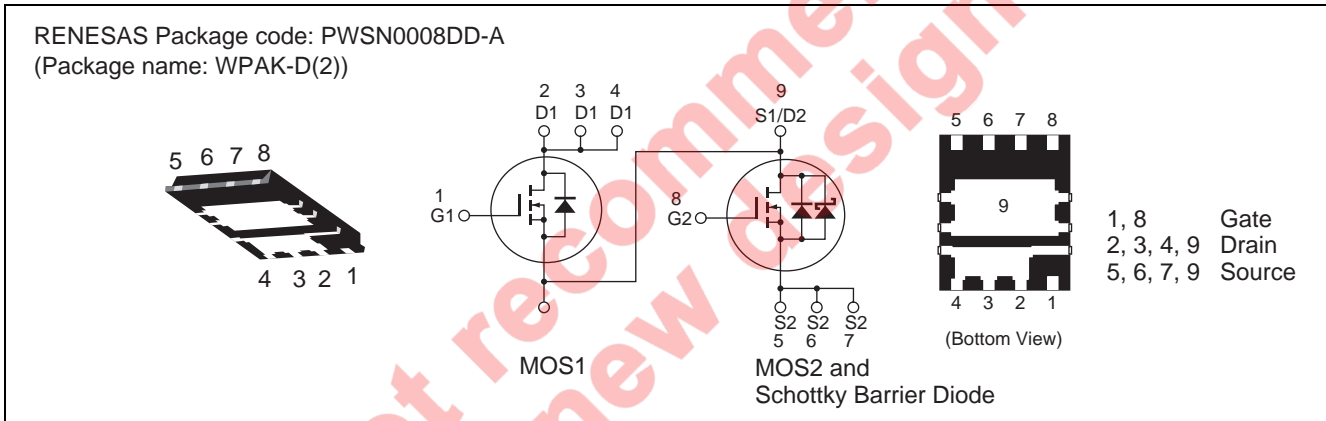 RENESAS Package code: PWSN0008DD-A
(Package name: WPAK-D(2))
5 6 7 8
4 3 2 1
2 3 4
D1 D1 D1
1
G1
MOS1
9
S1/D2
8
G2
S2 S2 S2
5 6 7
MOS2 and
Schottky Barrier Diode
5 6 7 8
9
4 3 2 1
(Bottom View)
1, 8 Gate
2, 3, 4, 9 Drain
5, 6, 7, 9 Source
new design